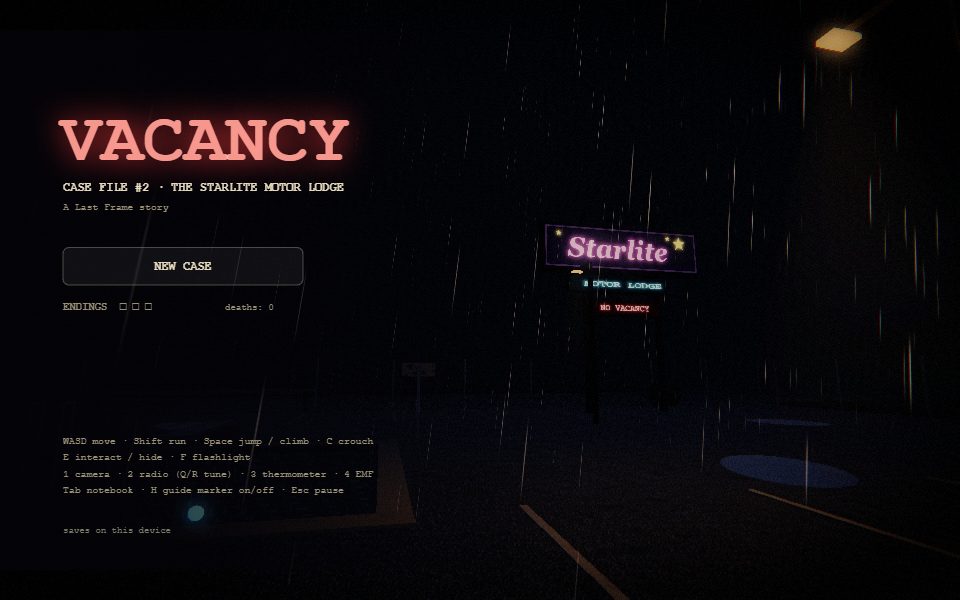 VACANCY
CASE FILE #2 · THE STARLITE MOTOR LODGE
A Last Frame story
NEW CASE
ENDINGS □ □ □ deaths: 0
Starlite
MOTOR LODGE
NO VACANCY
WASD move · Shift run · Space jump / climb · C crouch
E interact / hide · F flashlight
1 camera · 2 radio (Q/R tune) · 3 thermometer · 4 EMF
Tab notebook · H guide marker on/off · Esc pause
saves on this device